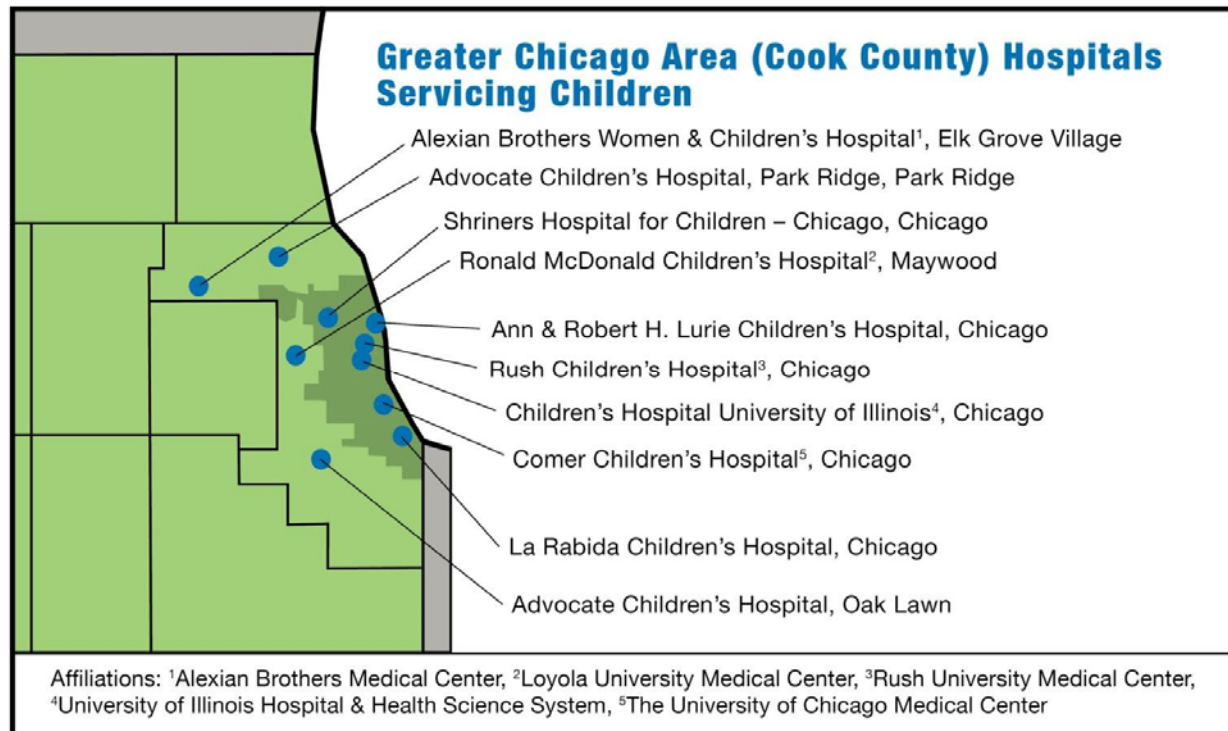 Greater Chicago Area (Cook County) Hospitals
Servicing Children
Alexian Brothers Women & Children’s Hospital¹, Elk Grove Village
Advocate Children’s Hospital, Park Ridge, Park Ridge
Shriners Hospital for Children – Chicago, Chicago
Ronald McDonald Children’s Hospital², Maywood
Ann & Robert H. Lurie Children’s Hospital, Chicago
Rush Children’s Hospital³, Chicago
Children’s Hospital University of Illinois⁴, Chicago
Comer Children’s Hospital⁵, Chicago
La Rabida Children’s Hospital, Chicago
Advocate Children’s Hospital, Oak Lawn
Affiliations: ¹Alexian Brothers Medical Center, ²Loyola University Medical Center, ³Rush University Medical Center,
⁴University of Illinois Hospital & Health Science System, ⁵The University of Chicago Medical Center